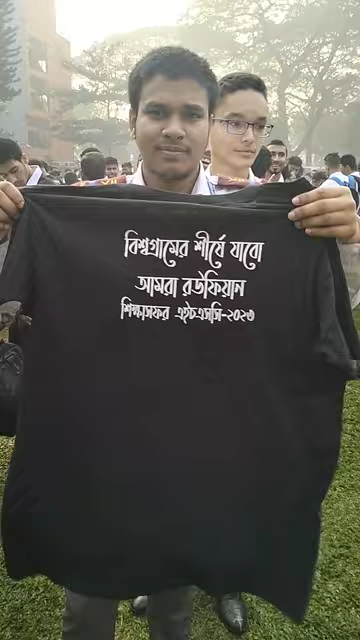 বিশ্বগ্রামের শীর্ষে যাবো
আমরা রউফিয়ান
শিক্ষাসফর এইচএসসি-২০২৩